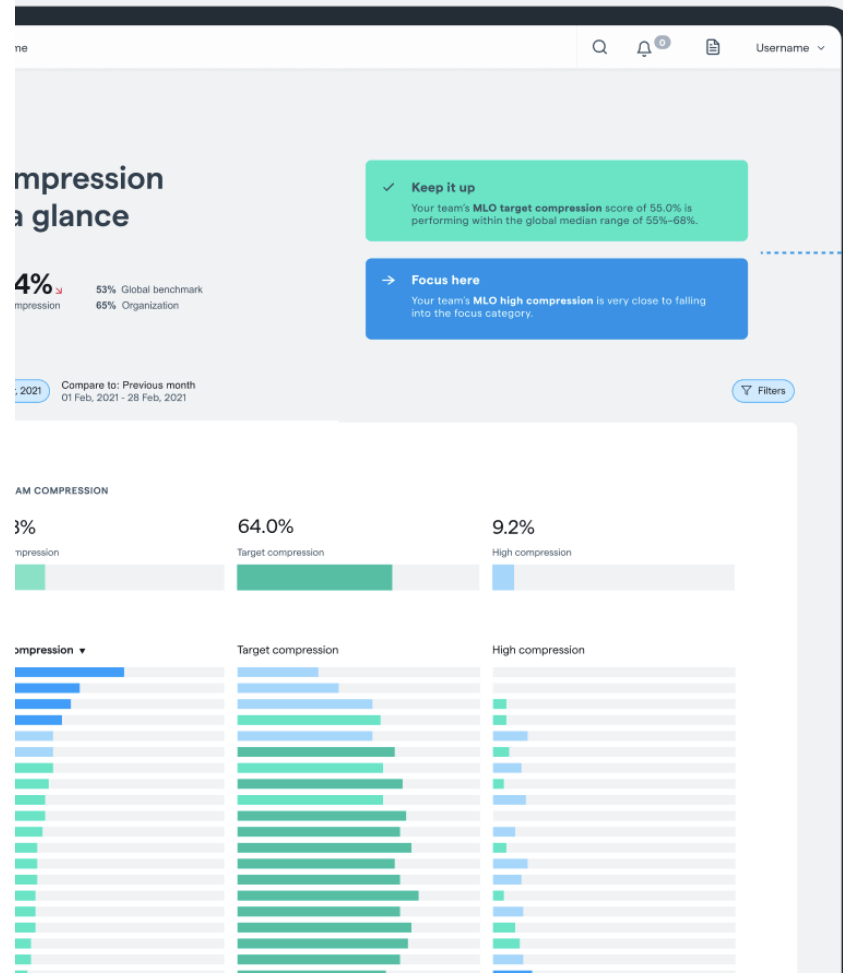 me
0
Username
mpression
a glance
4%
mpression
53% Global benchmark
65% Organization
Keep it up
Your team's MLO target compression score of 55.0% is
performing within the global median range of 55%–68%.
Focus here
Your team's MLO high compression is very close to falling
into the focus category.
, 2021
Compare to: Previous month
01 Feb, 2021 - 28 Feb, 2021
Filters
AM COMPRESSION
3%
mpression
64.0%
Target compression
9.2%
High compression
ompression
Target compression
High compression